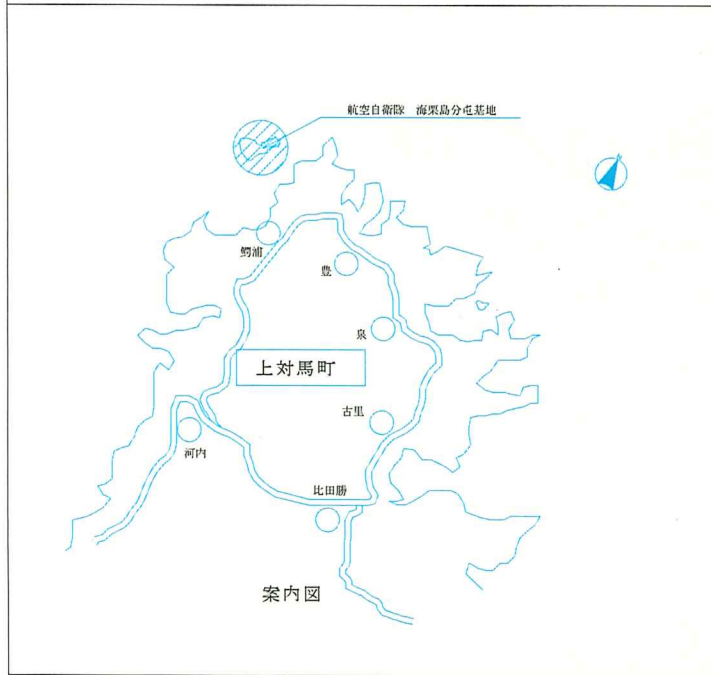 航空自衛隊 海栗島分屯基地
鰐浦
豊
泉
上対馬町
古里
河内
比田勝
案内図